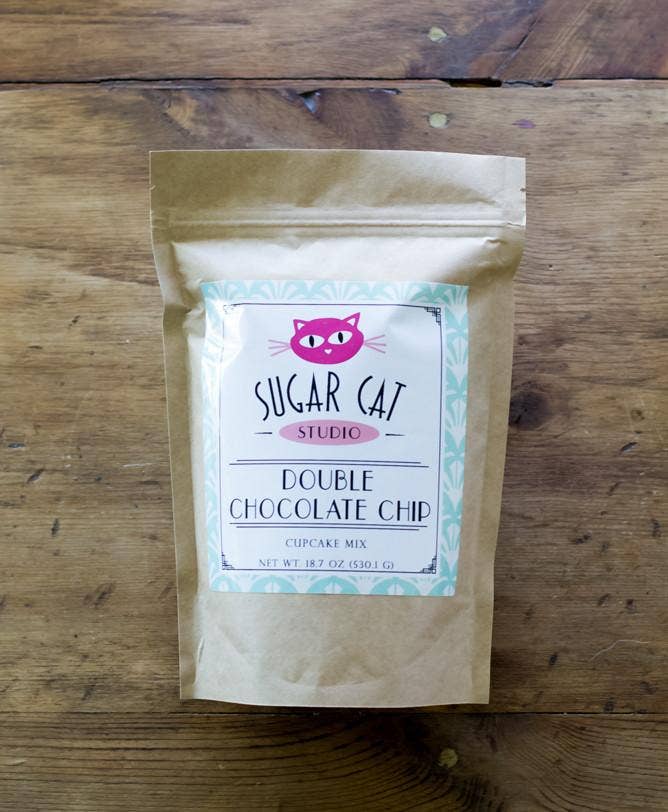 SUGAR CAT
STUDIO
DOUBLE
CHOCOLATE CHIP
CUPCAKE MIX
NET WT. 18.7 OZ (530.1 G)